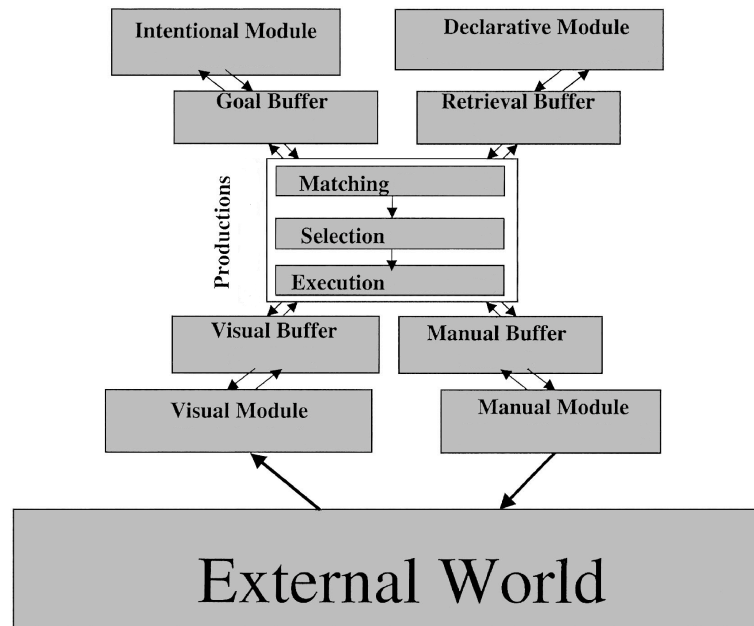 Intentional Module
Declarative Module
Goal Buffer
Retrieval Buffer
Productions
Matching
Selection
Execution
Visual Buffer
Manual Buffer
Visual Module
Manual Module
External World